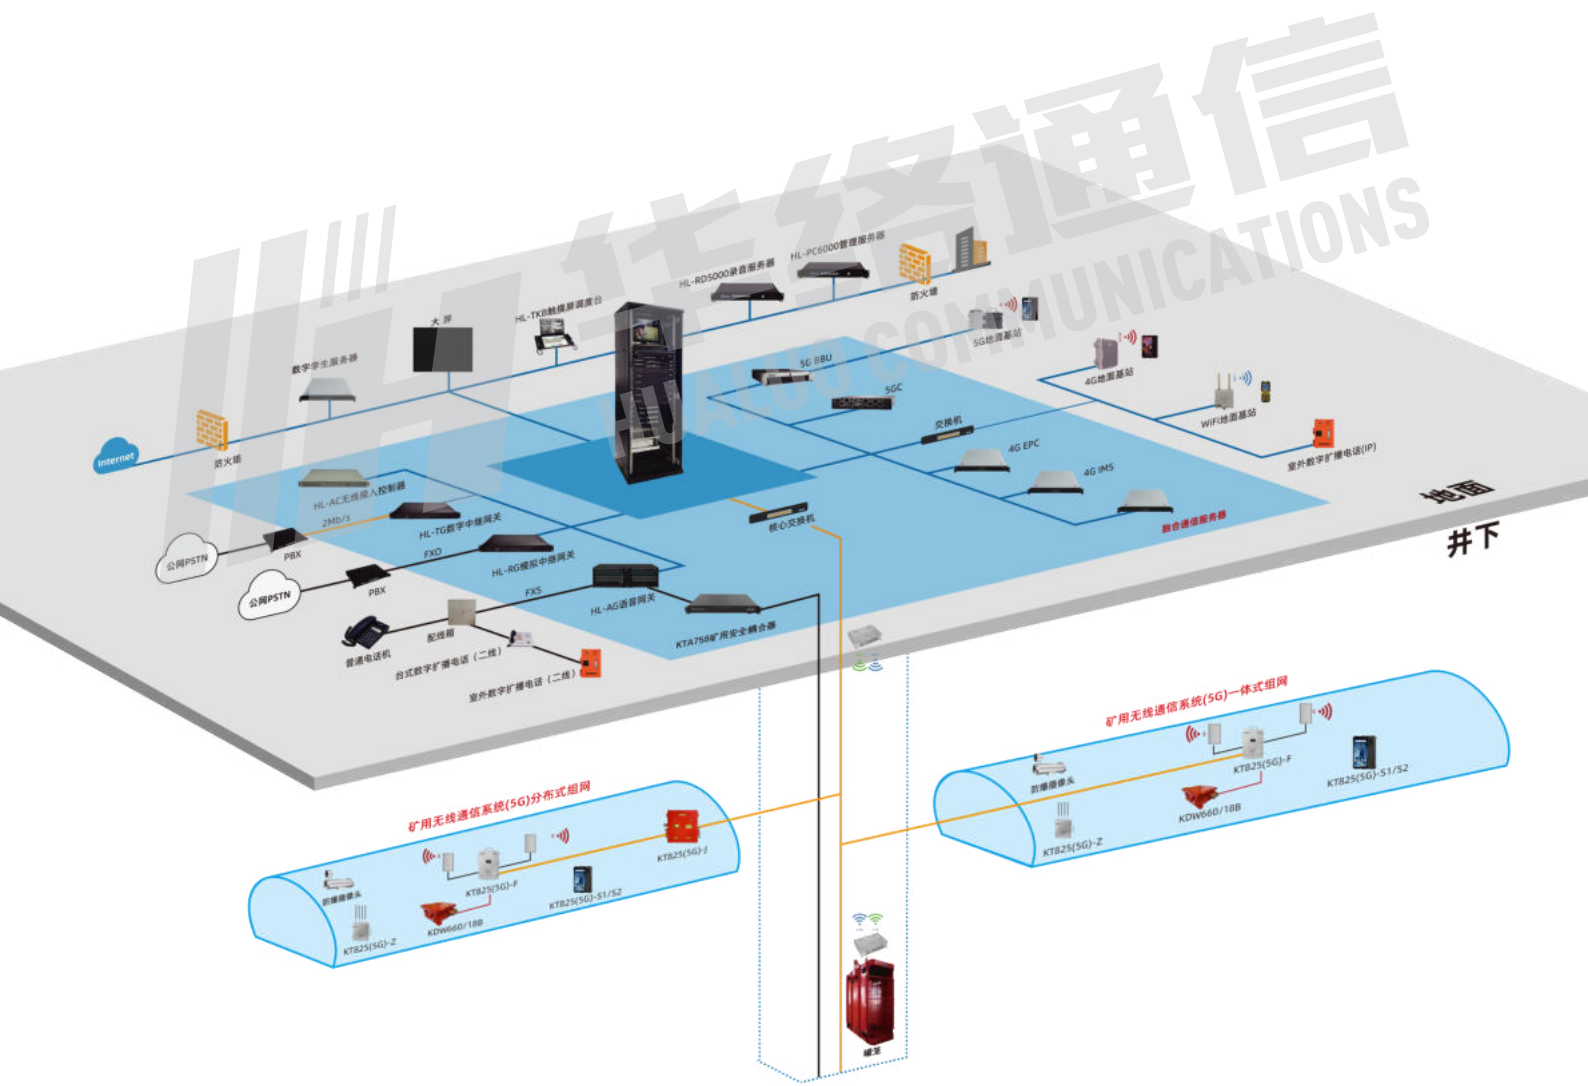 华络通信
HUALUO COMMUNICATIONS
HL-PC6000管理服务器
HL-RD5000录音服务器
防火墙
HL-TKB触摸屏调度台
大屏
数字孪生服务器
5G地面基站
5G BBU
4G地面基站
5GC
WiFi地面基站
交换机
室外数字扩播电话(IP)
4G EPC
4G IMS
Internet
防火墙
地面
井下
HL-AC无线接入控制器
2Mb/s
HL-TG数字中继网关
核心交换机
融合通信服务器
公网PSTN
PBX
FXO
HL-RG模拟中继网关
公网PSTN
PBX
FXS
HL-AG语音网关
KTA758矿用安全耦合器
普通电话机
配线箱
台式数字扩播电话（二线）
室外数字扩播电话（二线）
矿用无线通信系统(5G)一体式组网
防爆摄像头
KT825(5G)-F
KT825(5G)-S1/S2
KDW660/18B
KT825(5G)-Z
矿用无线通信系统(5G)分布式组网
KT825(5G)-J
防爆摄像头
KT825(5G)-F
KT825(5G)-S1/S2
KDW660/18B
KT825(5G)-Z
罐笼